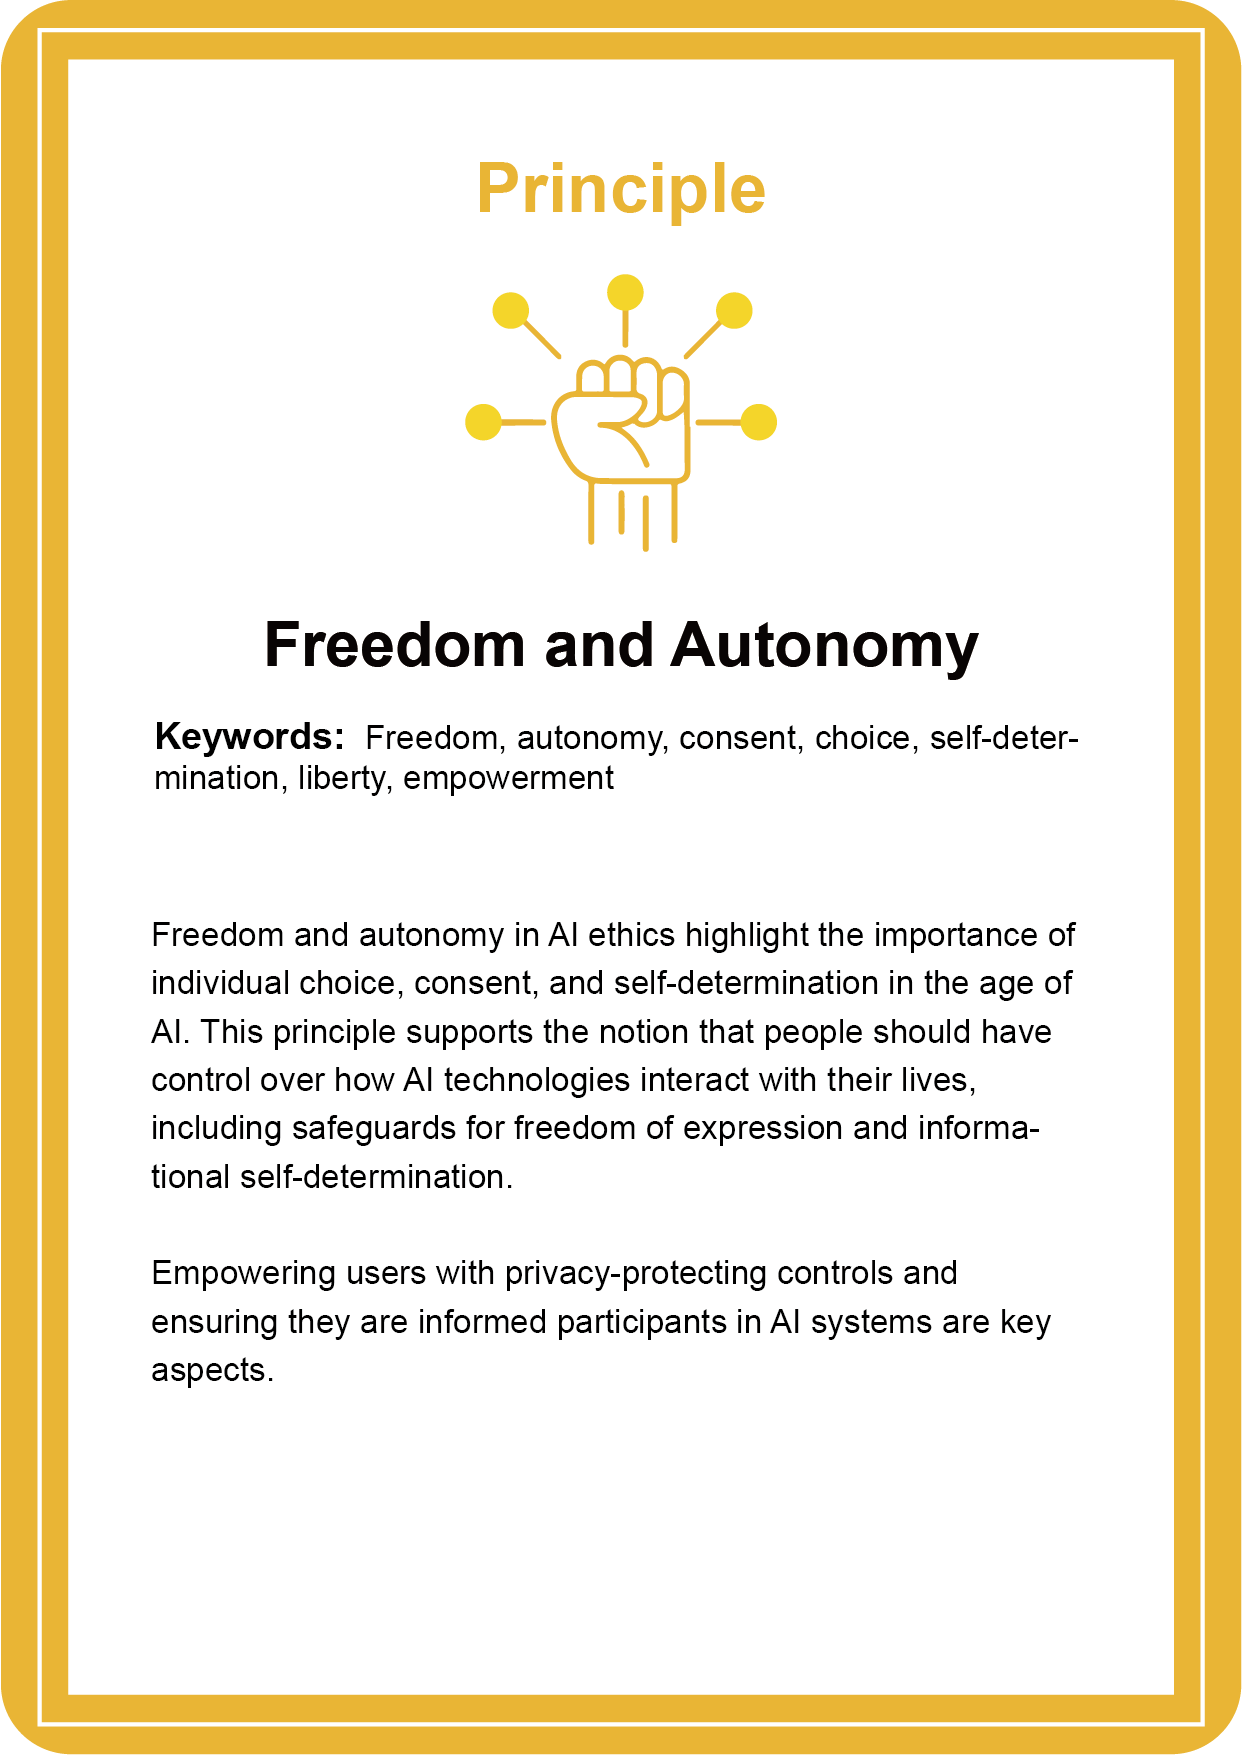 Principle
Freedom and Autonomy
Keywords: Freedom, autonomy, consent, choice, self-deter-
mination, liberty, empowerment
Freedom and autonomy in AI ethics highlight the importance of
individual choice, consent, and self-determination in the age of
AI. This principle supports the notion that people should have
control over how AI technologies interact with their lives,
including safeguards for freedom of expression and informa-
tional self-determination.
Empowering users with privacy-protecting controls and
ensuring they are informed participants in AI systems are key
aspects.